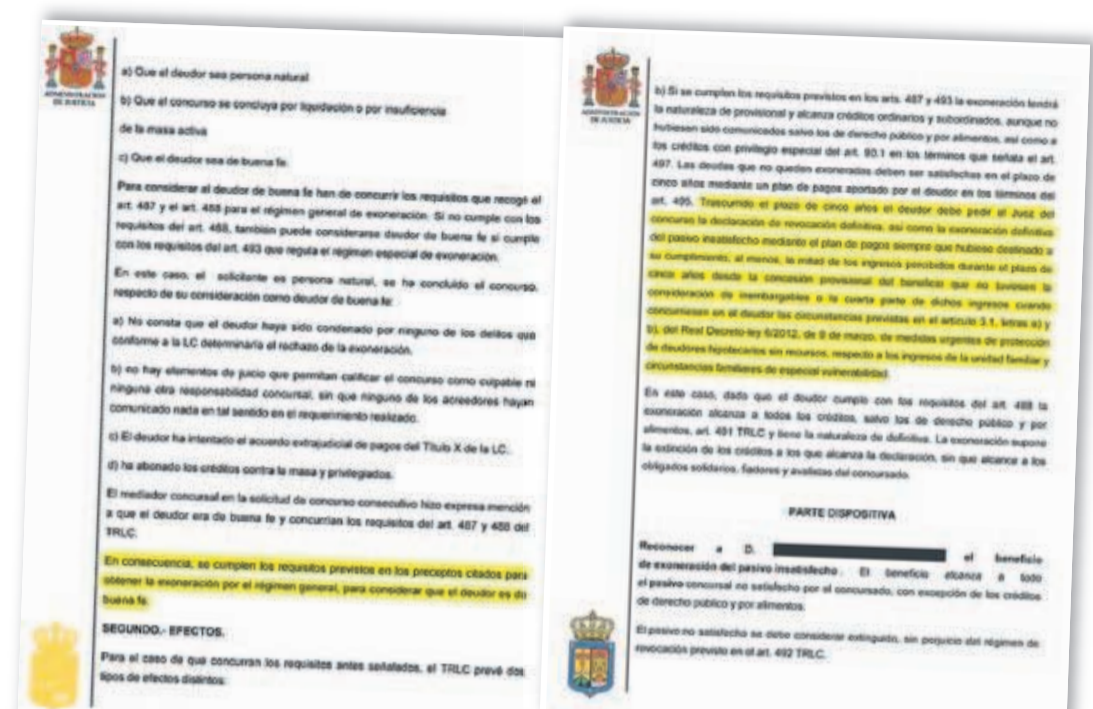 ADMINISTRACION
DE JUSTICIA
a) Que el deudor sea persona natural
b) Que el concurso se concluya por liquidación o por insuficiencia
de la masa activa
c) Que el deudor sea de buena fe.
Para considerar al deudor de buena fe han de concurrir los requisitos que recoge el
art. 487 y el art. 488 para el régimen general de exoneración. Si no cumple con los
requisitos del art. 488, también puede considerarse deudor de buena fe si cumple
con los requisitos del art. 493 que regula el régimen especial de exoneración.
En este caso, el solicitante es persona natural, se ha concluido el concurso,
respecto de su consideración como deudor de buena fe:
a) No consta que el deudor haya sido condenado por ninguno de los delitos que
conforme a la LC determinaría el rechazo de la exoneración.
b) no hay elementos de juicio que permitan calificar el concurso como culpable ni
ninguna otra responsabilidad concursal, sin que ninguno de los acreedores hayan
comunicado nada en tal sentido en el requerimiento realizado.
c) El deudor ha intentado el acuerdo extrajudicial de pagos del Título X de la LC.
d) ha abonado los créditos contra la masa y privilegiados.
El mediador concursal en la solicitud de concurso consecutivo hizo expresa mención
a que el deudor era de buena fe y concurrían los requisitos del art. 487 y 488 del
TRLC.
En consecuencia, se cumplen los requisitos previstos en los preceptos citados para
obtener la exoneración por el régimen general, para considerar que el deudor es de
buena fe.
SEGUNDO.- EFECTOS.
Para el caso de que concurran los requisitos antes señalados, el TRLC prevé dos
tipos de efectos distintos:
ADMINISTRACION
DE JUSTICIA
b) Si se cumplen los requisitos previstos en los arts. 487 y 493 la exoneración tendrá
la naturaleza de provisional y alcanza créditos ordinarios y subordinados, aunque no
hubiesen sido comunicados salvo los de derecho público y por alimentos, así como a
los créditos con privilegio especial del art. 90.1 en los términos que señala el art.
497. Las deudas que no queden exoneradas deben ser satisfechas en el plazo de
cinco años mediante un plan de pagos aportado por el deudor en los términos del
art. 495. Trascurrido el plazo de cinco años el deudor debe pedir al Juez del
concurso la declaración de revocación definitiva, así como la exoneración definitiva
del pasivo insatisfecho mediante el plan de pagos siempre que hubiese destinado a
su cumplimiento, al menos, la mitad de los ingresos percibidos durante el plazo de
cinco años desde la concesión provisional del beneficio que no tuviesen la
consideración de inembargables o la cuarta parte de dichos ingresos cuando
concurriesen en el deudor las circunstancias previstas en el artículo 3.1, letras a) y
b), del Real Decreto-ley 6/2012, de 9 de marzo, de medidas urgentes de protección
de deudores hipotecarios sin recursos, respecto a los ingresos de la unidad familiar y
circunstancias familiares de especial vulnerabilidad.
En este caso, dado que el deudor cumple con los requisitos del art. 488 la
exoneración alcanza a todos los créditos, salvo los de derecho público y por
alimentos, art. 491 TRLC y tiene la naturaleza de definitiva. La exoneración supone
la extinción de los créditos a los que alcanza la declaración, sin que alcance a los
obligados solidarios, fiadores y avalistas del concursado.
PARTE DISPOSITIVA
Reconocer a D. el beneficio
de exoneración del pasivo insatisfecho. El beneficio alcanza a todo
el pasivo concursal no satisfecho por el concursado, con excepción de los créditos
de derecho público y por alimentos.
El pasivo no satisfecho se debe considerar extinguido, sin perjuicio del régimen de
revocación previsto en el art. 492 TRLC.